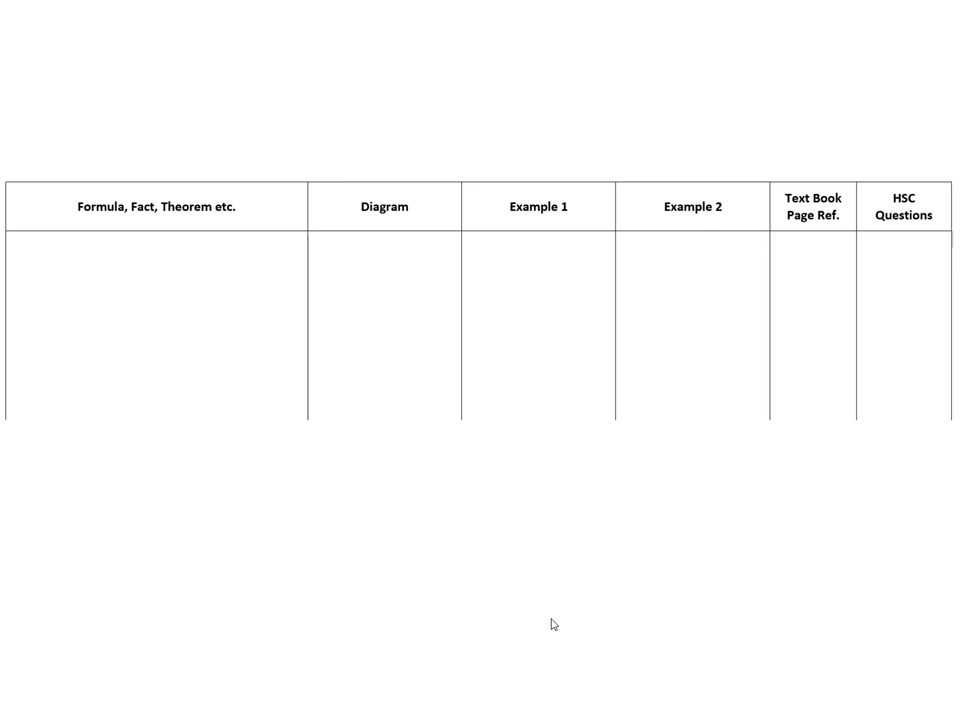 Formula, Fact, Theorem etc.
Diagram
Example 1
Example 2
Text Book
Page Ref.
HSC
Questions